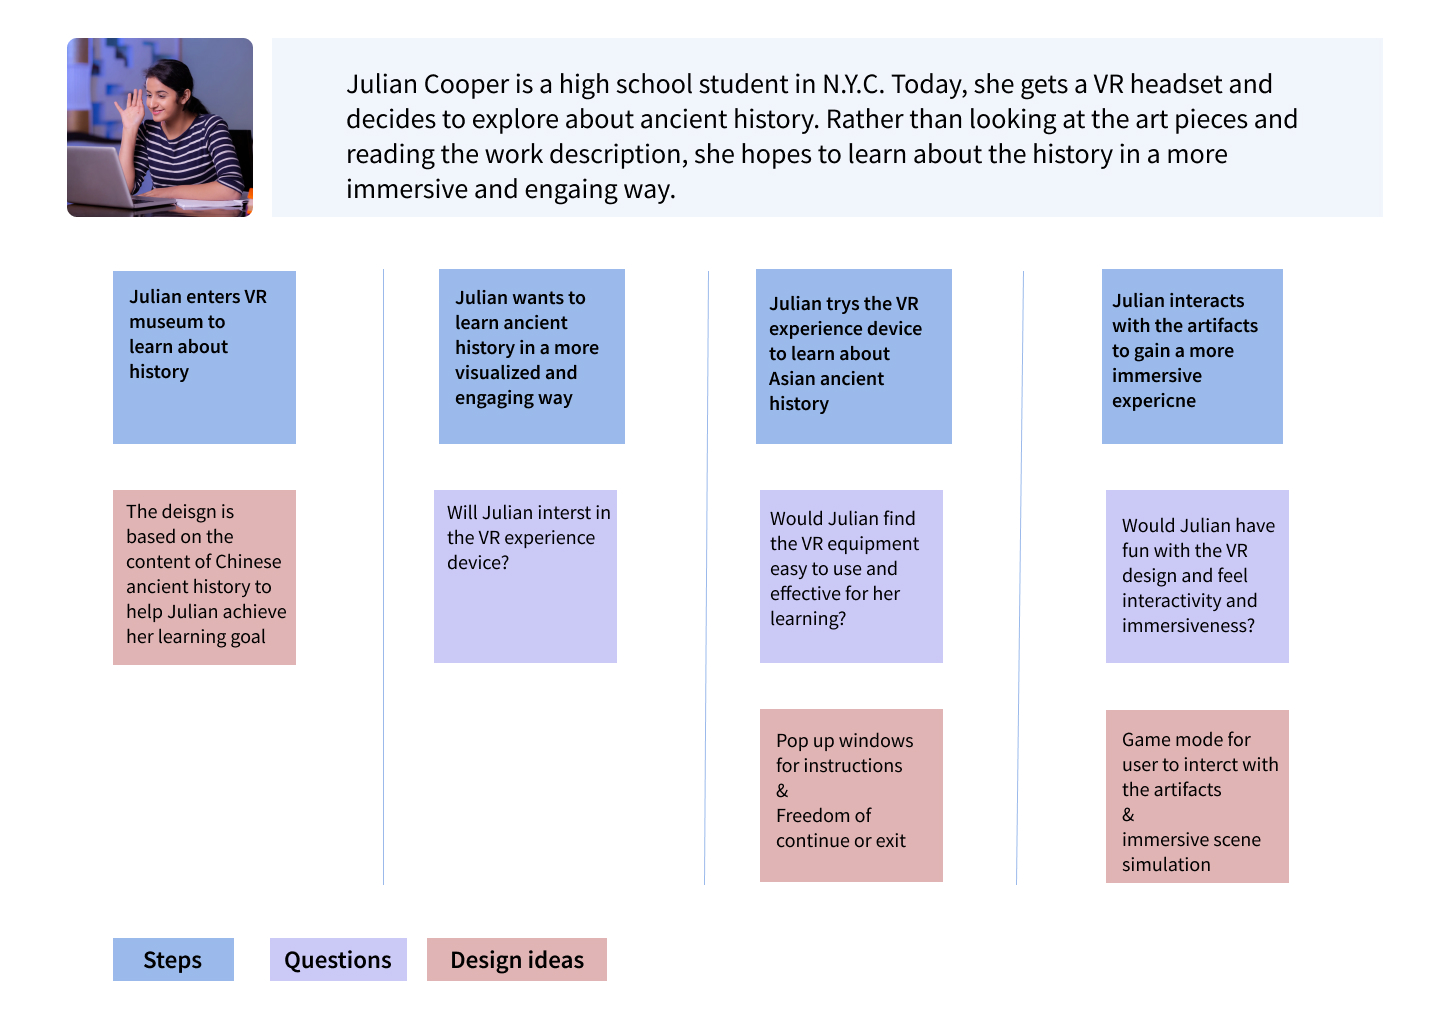 Julian Cooper is a high school student in N.Y.C. Today, she gets a VR headset and
decides to explore about ancient history. Rather than looking at the art pieces and
reading the work description, she hopes to learn about the history in a more
immersive and engaing way.
Julian enters VR
museum to
learn about
history
Julian wants to
learn ancient
history in a more
visualized and
engaging way
Julian trys the VR
experience device
to learn about
Asian ancient
history
Julian interacts
with the artifacts
to gain a more
immersive
expericne
The deisgn is
based on the
content of Chinese
ancient history to
help Julian achieve
her learning goal
Will Julian interst in
the VR experience
device?
Would Julian find
the VR equipment
easy to use and
effective for her
learning?
Would Julian have
fun with the VR
design and feel
interactivity and
immersiveness?
Pop up windows
for instructions
&
Freedom of
continue or exit
Game mode for
user to interct with
the artifacts
&
immersive scene
simulation
Steps
Questions
Design ideas